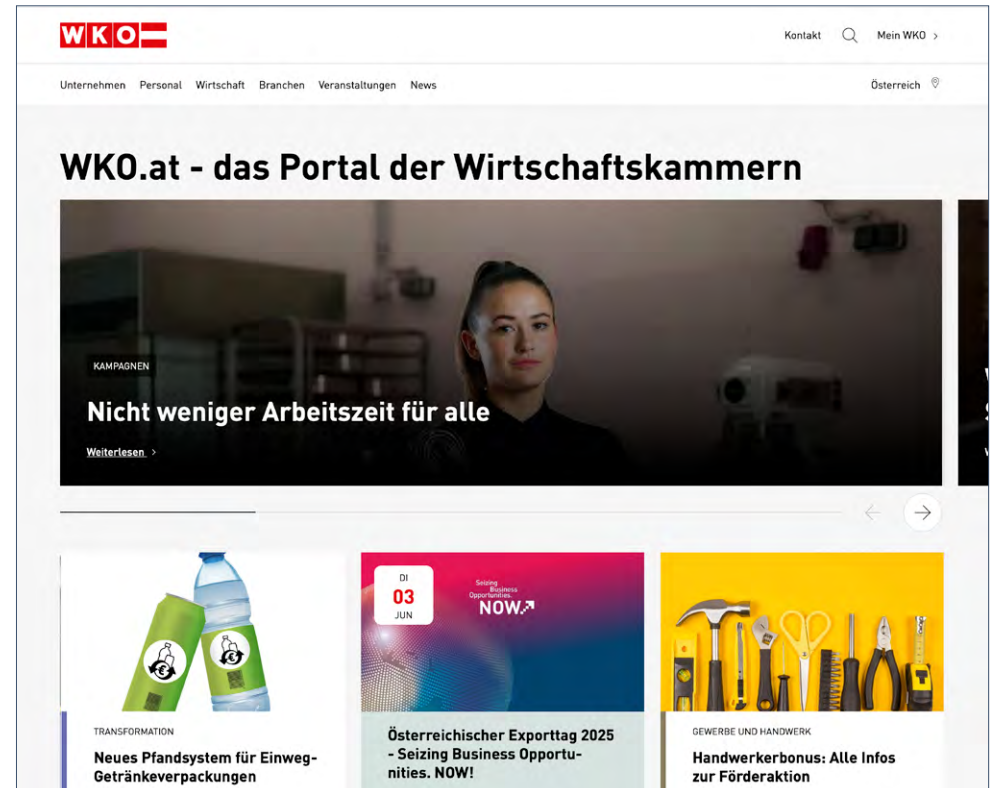 WKO
Kontakt
Mein WKO
Unternehmen Personal Wirtschaft Branchen Veranstaltungen News
Österreich
WKO.at - das Portal der Wirtschaftskammern
KAMPAGNEN
Nicht weniger Arbeitszeit für alle
Weiterlesen
DI
03
JUN
Seizing
Business
Opportunities.
NOW.
TRANSFORMATION
Neues Pfandsystem für Einweg-
Getränkeverpackungen
Österreichischer Exporttag 2025
- Seizing Business Opportu-
nities. NOW!
GEWERBE UND HANDWERK
Handwerkerbonus: Alle Infos
zur Förderaktion